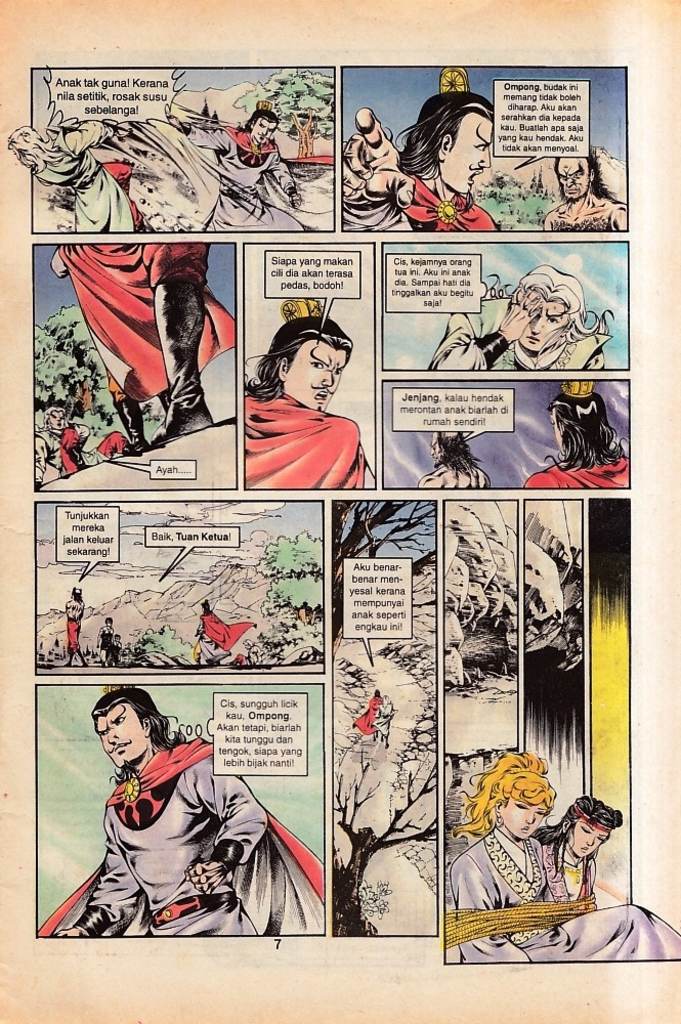 Anak tak guna! Kerana
nila setitik, rosak susu
sebelanga!
Ompong, budak ini
memang tidak boleh
diharap. Aku akan
serahkan dia kepada
kau. Buatlah apa saja
yang kau hendak. Aku
tidak akan menyoal.
Ayah.....
Siapa yang makan
cili dia akan terasa
pedas, bodoh!
Cis, kejamnya orang
tua ini. Aku ini anak
dia. Sampai hati dia
tinggalkan aku begitu
saja!
Jenjang, kalau hendak
merontan anak biarlah di
rumah sendiri!
Tunjukkan
mereka
jalan keluar
sekarang!
Baik, Tuan Ketua!
Cis, sungguh licik
kau, Ompong.
Akan tetapi, biarlah
kita tunggu dan
tengok, siapa yang
lebih bijak nanti!
Aku benar-
benar men-
yesal kerana
mempunyai
anak seperti
engkau ini!
7